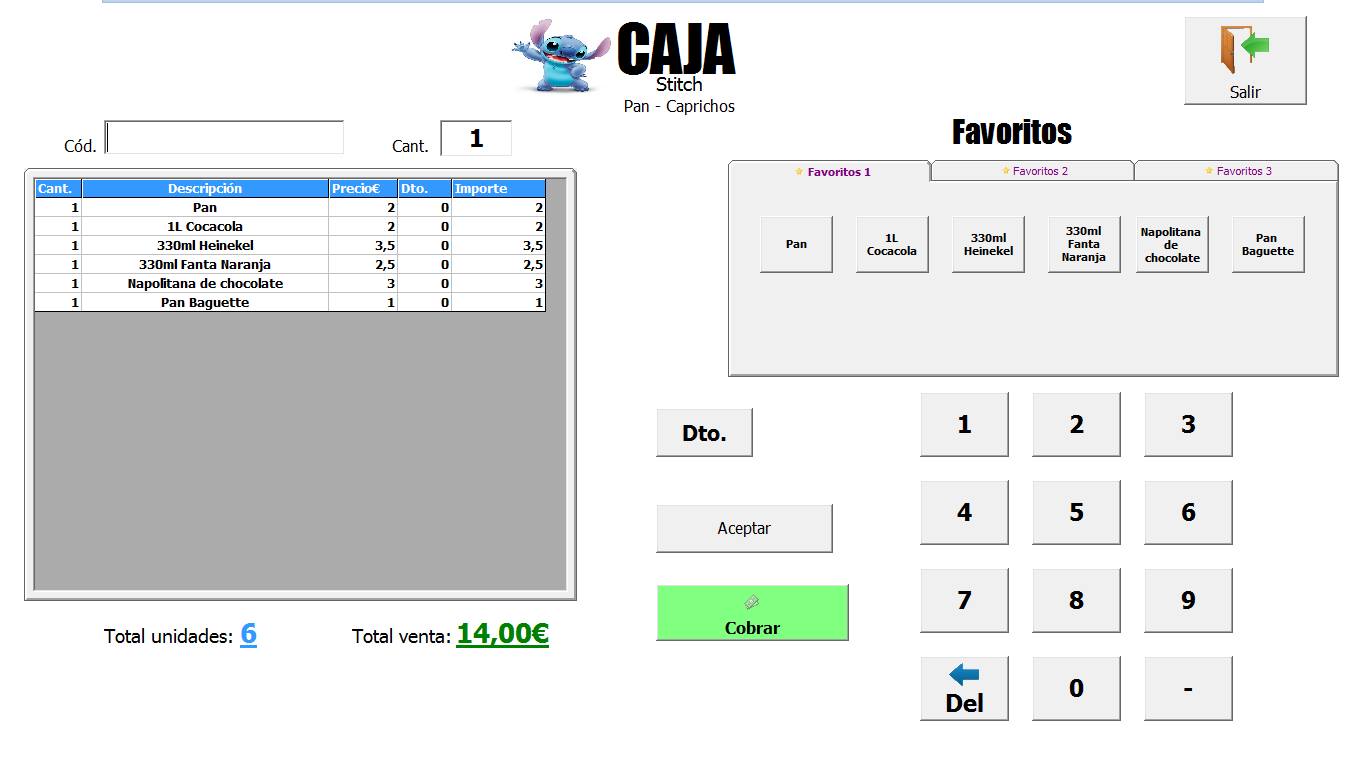 CAJA
Stitch
Pan - Caprichos
Salir
Cód.
Cant. 1
Favoritos
Favoritos 1 Favoritos 2 Favoritos 3
Cant. Descripción Precio€ Dto. Importe
1 Pan 2 0 2
1 1L Cocacola 2 0 2
1 330ml Heinekel 3,5 0 3,5
1 330ml Fanta Naranja 2,5 0 2,5
1 Napolitana de chocolate 3 0 3
1 Pan Baguette 1 0 1
Total unidades: 6
Total venta: 14,00€
Pan
1L
Cocacola
330ml
Heinekel
330ml
Fanta
Naranja
Napolitana
de
chocolate
Pan
Baguette
Dto.
Aceptar
Cobrar
1 2 3
4 5 6
7 8 9
Del 0 -